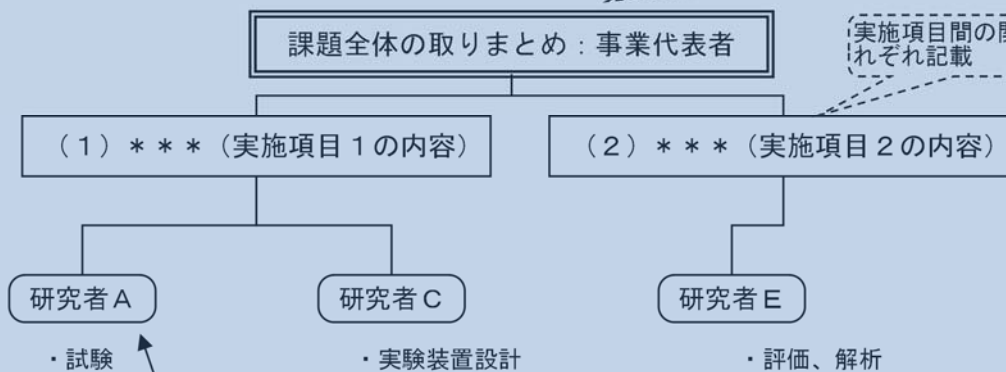 課題全体の取りまとめ：事業代表者
実施項目間の関
れぞれ記載
（１）＊＊＊（実施項目１の内容）
（２）＊＊＊（実施項目２の内容）
研究者Ａ
研究者Ｃ
研究者Ｅ
・試験
・実験装置設計
・評価、解析